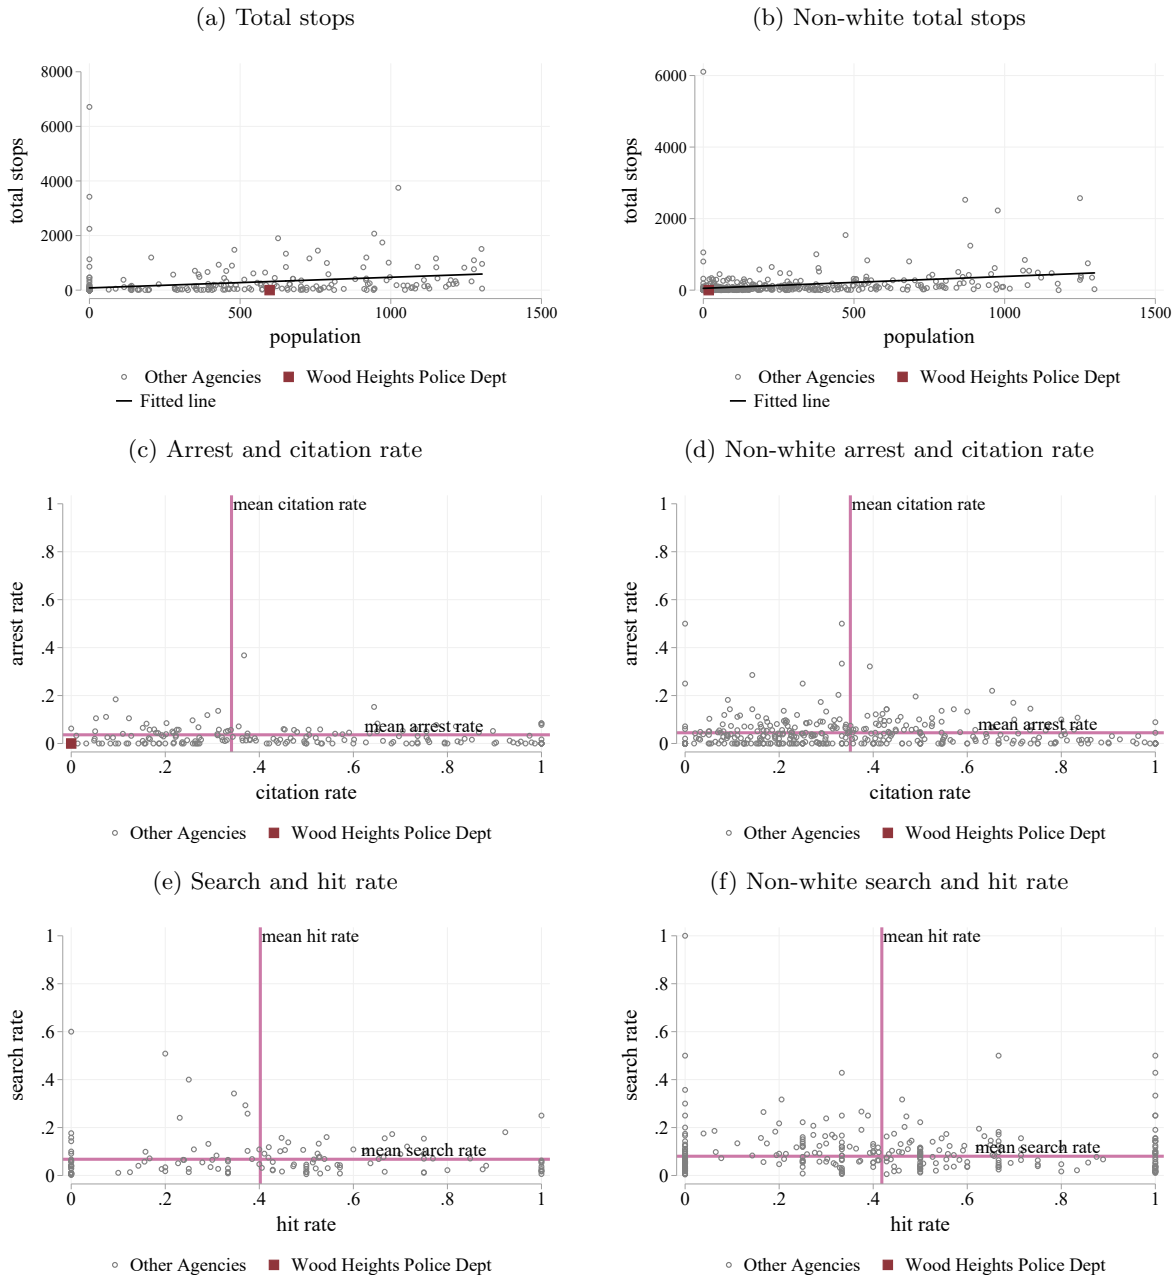 (a) Total stops
(b) Non-white total stops
8000
6000
4000
2000
0
total stops
0
500
1000
1500
population
6000
4000
2000
0
total stops
0
500
1000
1500
population
Other Agencies
Wood Heights Police Dept
Fitted line
Other Agencies
Wood Heights Police Dept
Fitted line
(c) Arrest and citation rate
(d) Non-white arrest and citation rate
1
.8
.6
.4
.2
0
arrest rate
mean citation rate
mean arrest rate
0
.2
.4
.6
.8
1
citation rate
1
.8
.6
.4
.2
0
arrest rate
mean citation rate
mean arrest rate
0
.2
.4
.6
.8
1
citation rate
Other Agencies
Wood Heights Police Dept
Other Agencies
Wood Heights Police Dept
(e) Search and hit rate
(f) Non-white search and hit rate
1
.8
.6
.4
.2
0
search rate
mean hit rate
mean search rate
0
.2
.4
.6
.8
1
hit rate
1
.8
.6
.4
.2
0
search rate
mean hit rate
mean search rate
0
.2
.4
.6
.8
1
hit rate
Other Agencies
Wood Heights Police Dept
Other Agencies
Wood Heights Police Dept